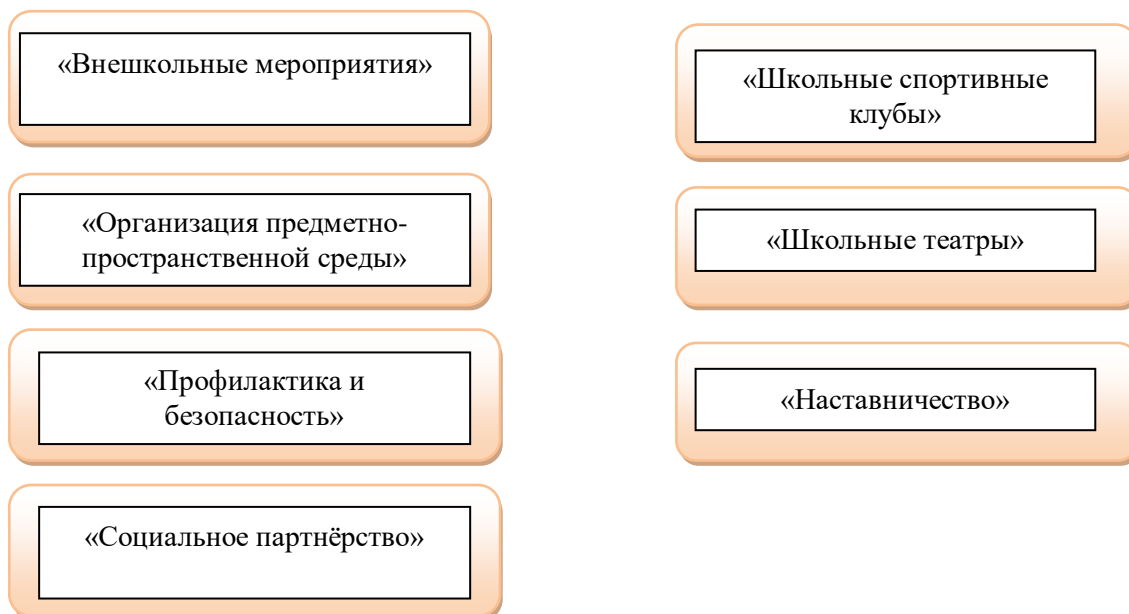 «Внешкольные мероприятия»
«Организация предметно-
пространственной среды»
«Профилактика и
безопасность»
«Социальное партнёрство»
«Школьные спортивные
клубы»
«Школьные театры»
«Наставничество»